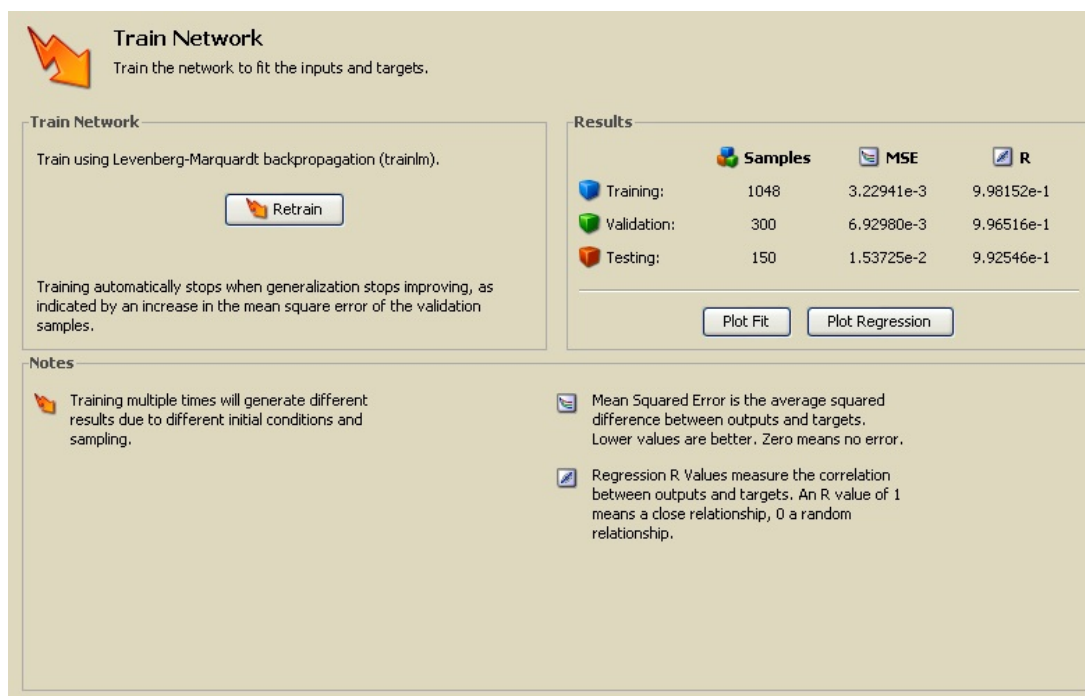 Train Network
Train the network to fit the inputs and targets.
Train Network
Train using Levenberg-Marquardt backpropagation (trainlm).
Retrain
Training automatically stops when generalization stops improving, as
indicated by an increase in the mean square error of the validation
samples.
Results
Samples MSE R
Training: 1048 3.22941e-3 9.98152e-1
Validation: 300 6.92980e-3 9.96516e-1
Testing: 150 1.53725e-2 9.92546e-1
Plot Fit Plot Regression
Notes
Training multiple times will generate different
results due to different initial conditions and
sampling.
Mean Squared Error is the average squared
difference between outputs and targets.
Lower values are better. Zero means no error.
Regression R Values measure the correlation
between outputs and targets. An R value of 1
means a close relationship, 0 a random
relationship.